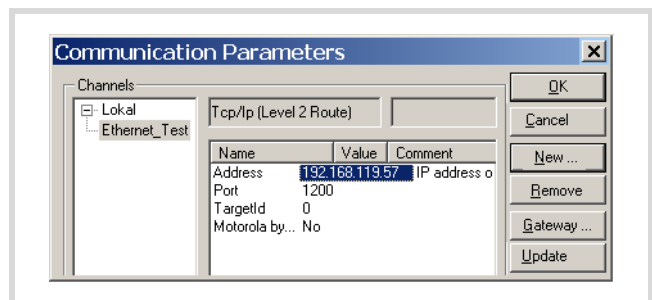 Communication Parameters
Channels
Lokal
Ethernet_Test
Tcp/Ip (Level 2 Route)
Name Value Comment
Address 192.168.119.57 IP address o
Port 1200
TargetId 0
Motorola by... No
OK
Cancel
New ...
Remove
Gateway ...
Update